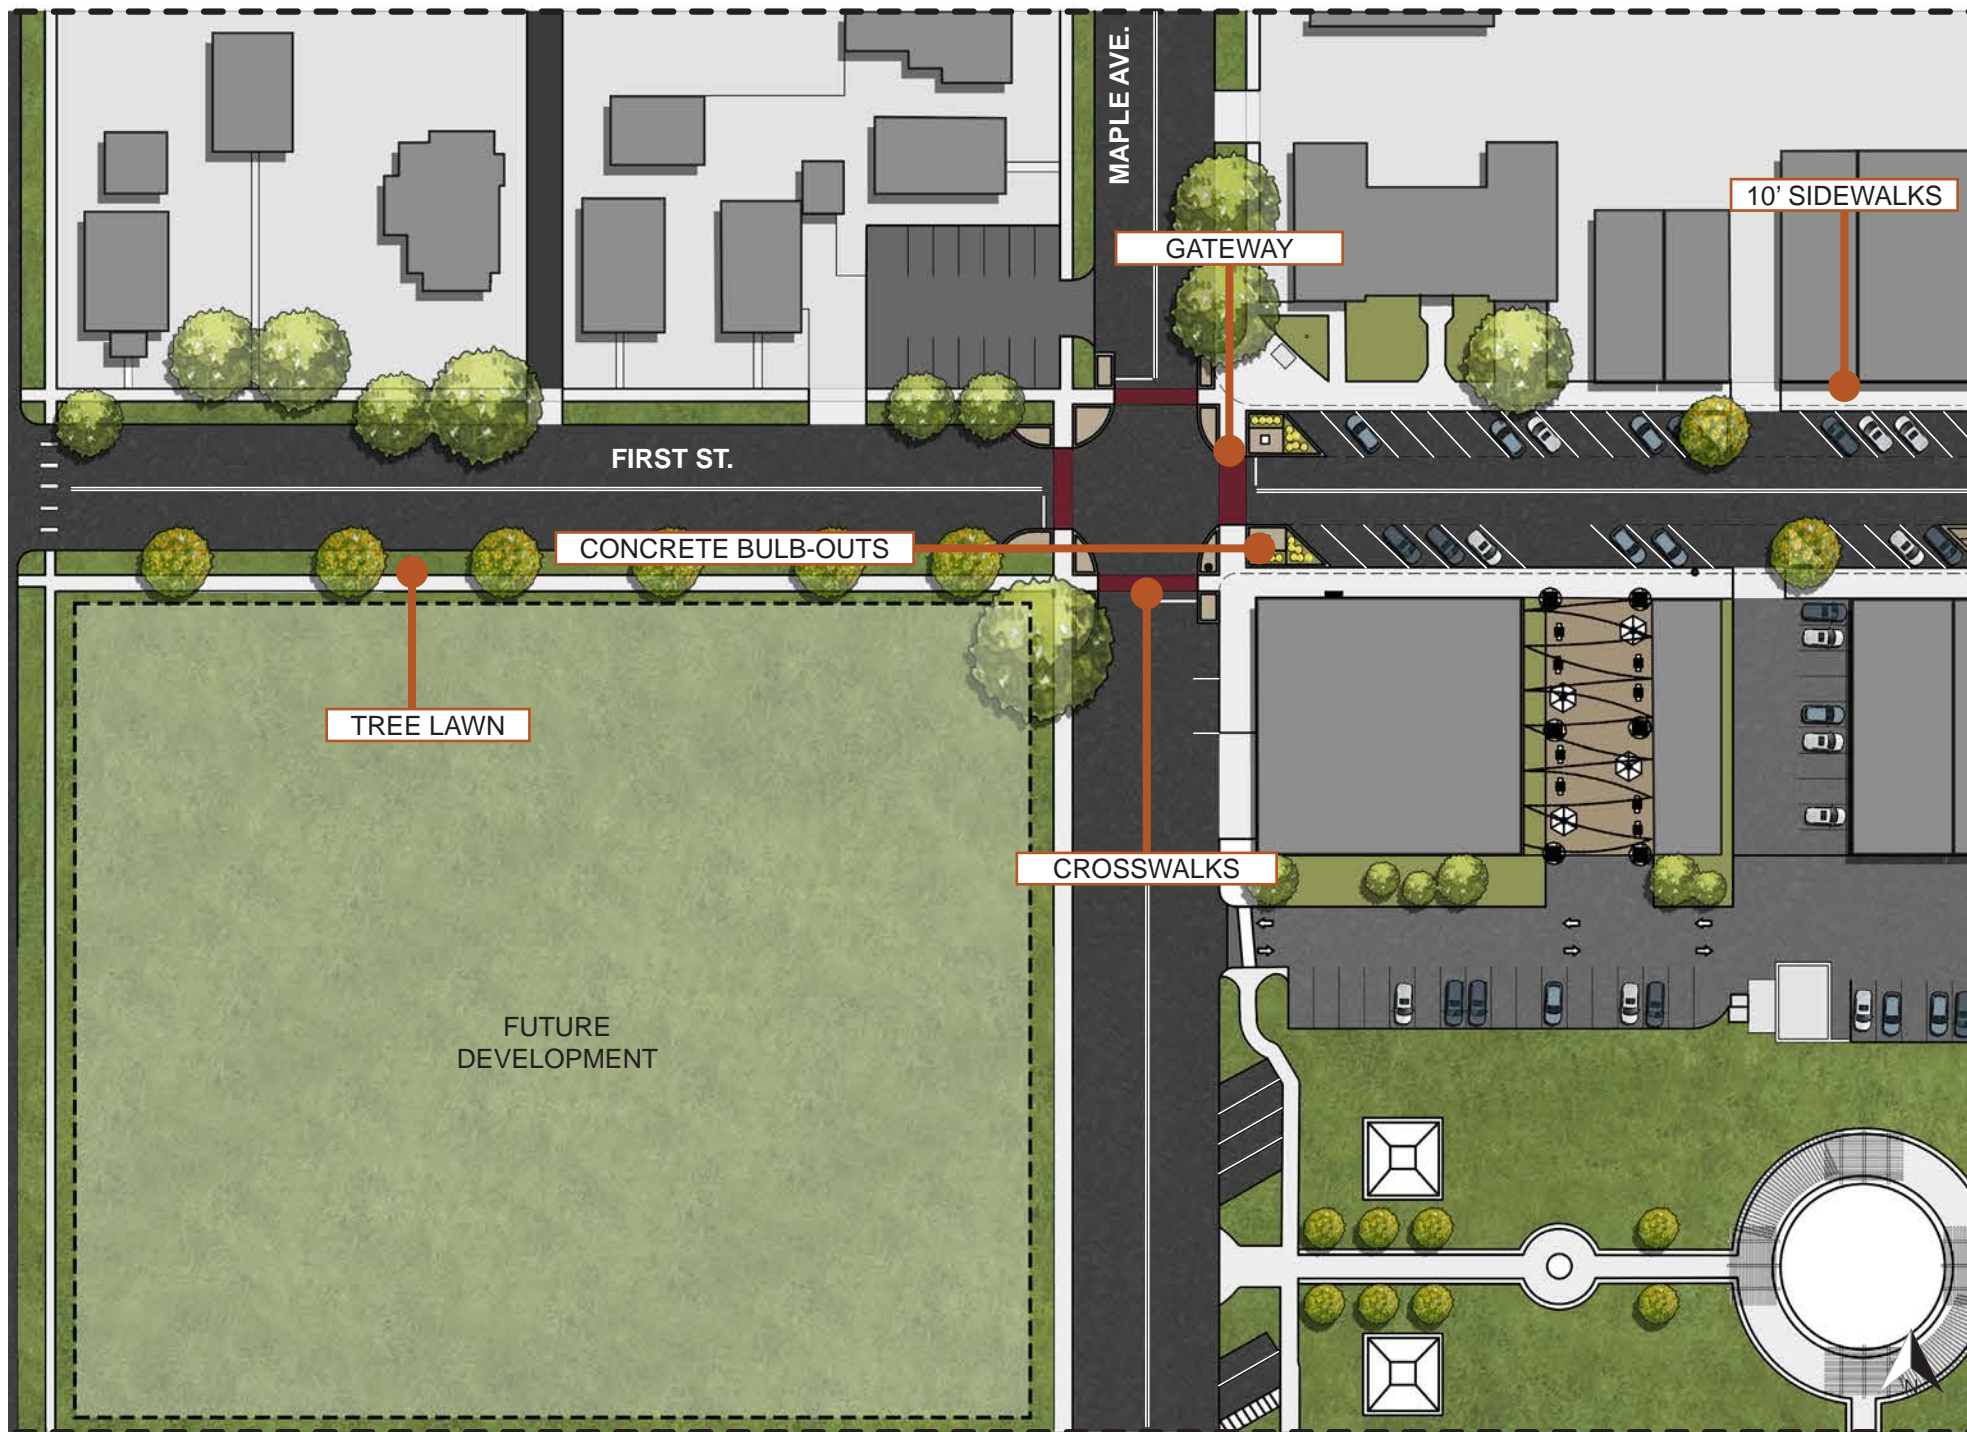 MAPLE AVE.
10’ SIDEWALKS
GATEWAY
FIRST ST.
CONCRETE BULB-OUTS
TREE LAWN
CROSSWALKS
FUTURE
DEVELOPMENT
N